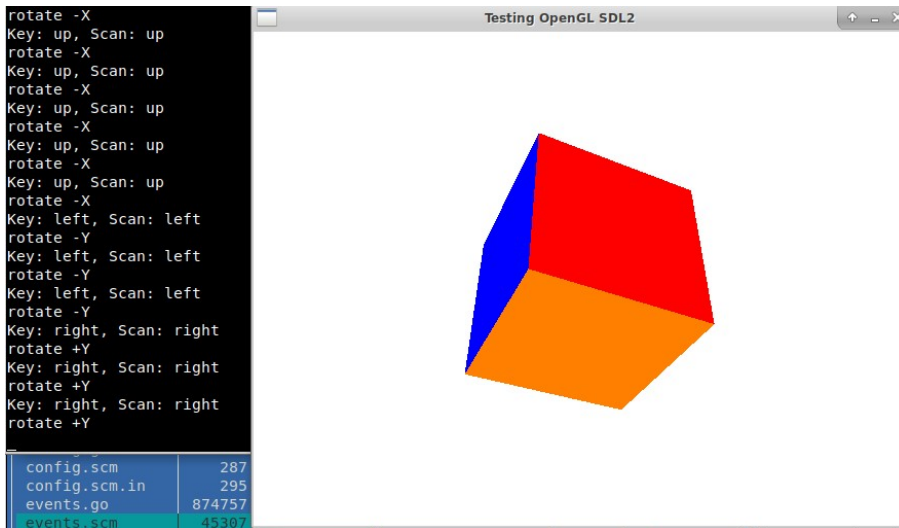 rotate -X
Key: up, Scan: up
rotate -X
Key: up, Scan: up
rotate -X
Key: up, Scan: up
rotate -X
Key: up, Scan: up
rotate -X
Key: up, Scan: up
rotate -X
Key: left, Scan: left
rotate -Y
Key: left, Scan: left
rotate -Y
Key: left, Scan: left
rotate -Y
Key: right, Scan: right
rotate +Y
Key: right, Scan: right
rotate +Y
Key: right, Scan: right
rotate +Y
config.scm 287
config.scm.in 295
events.go 874757
events.scm 45307
Testing OpenGL SDL2